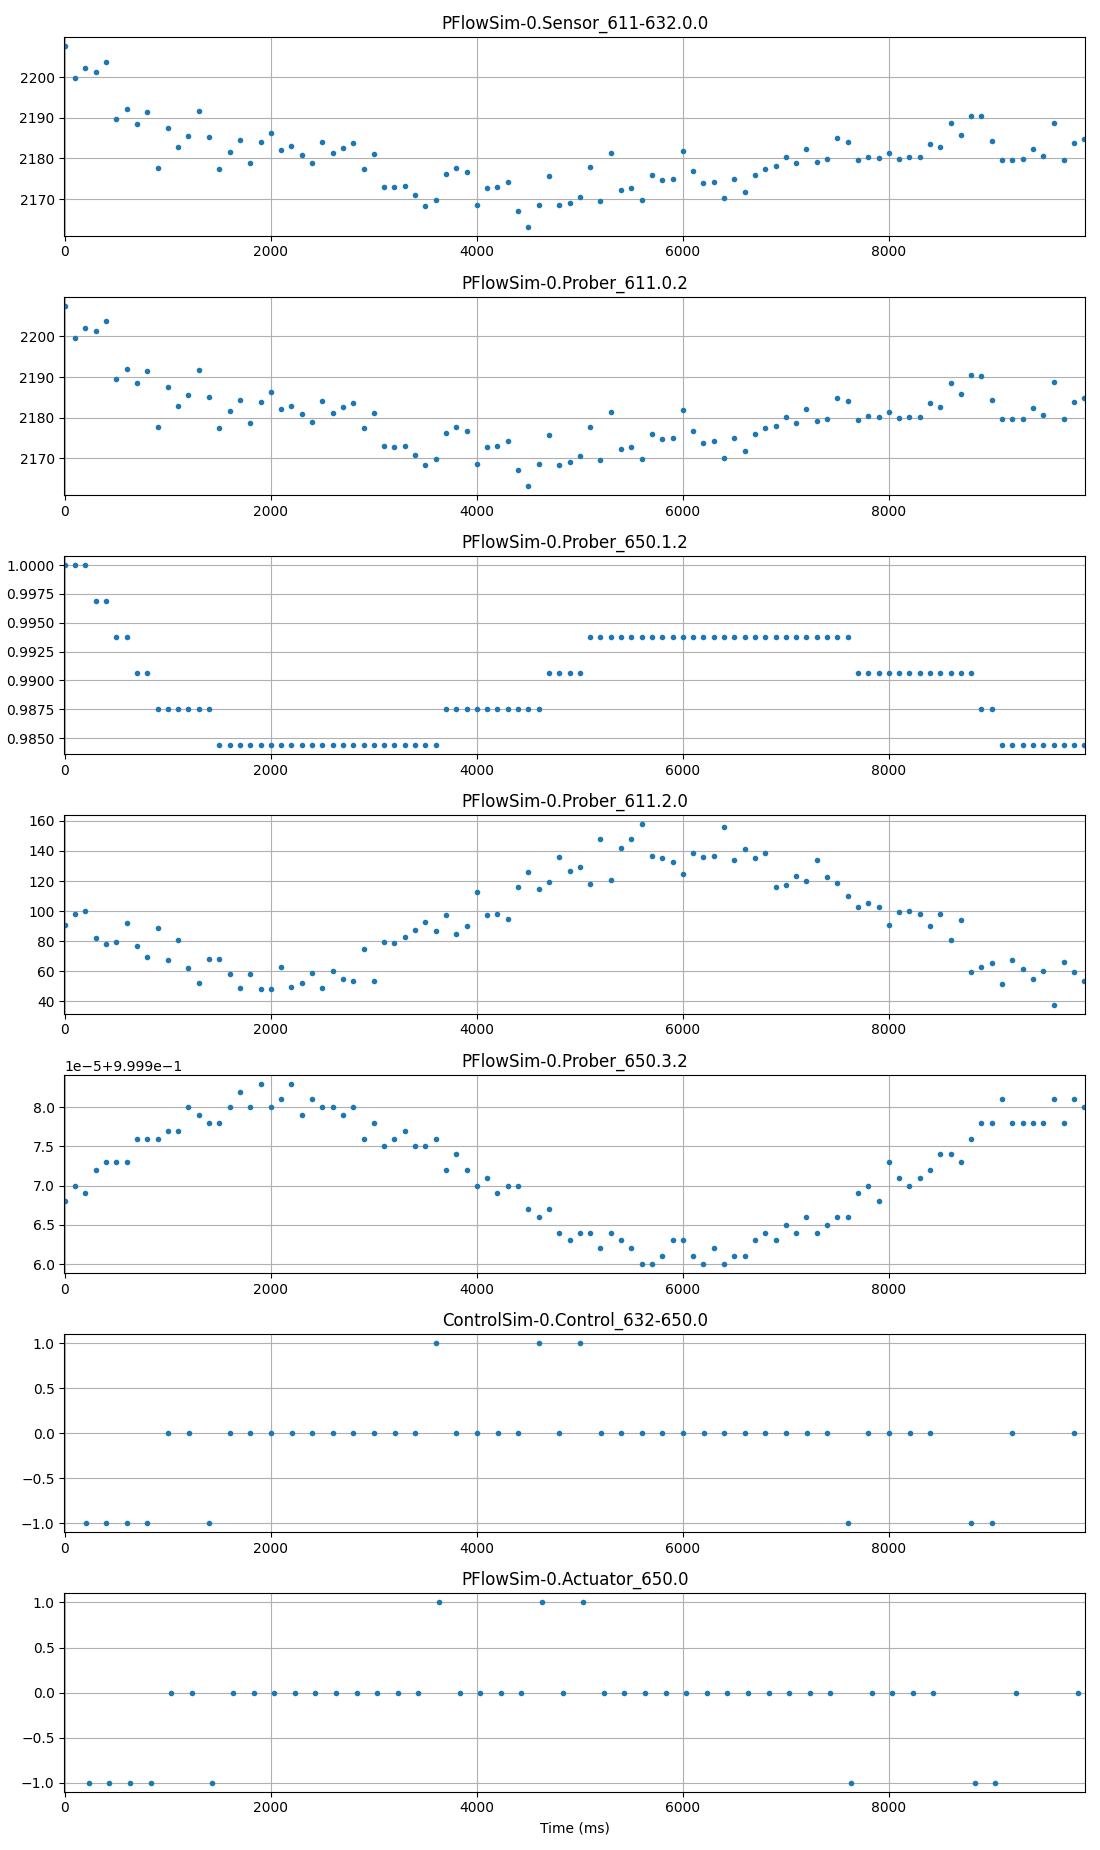 PFlowSim-0.Sensor_611-632.0.0
2200
2190
2180
2170
0 2000 4000 6000 8000
PFlowSim-0.Prober_611.0.2
2200
2190
2180
2170
0 2000 4000 6000 8000
PFlowSim-0.Prober_650.1.2
1.0000
0.9975
0.9950
0.9925
0.9900
0.9875
0.9850
0 2000 4000 6000 8000
PFlowSim-0.Prober_611.2.0
160
140
120
100
80
60
40
0 2000 4000 6000 8000
PFlowSim-0.Prober_650.3.2
1e−5+9.999e−1
8.0
7.5
7.0
6.5
6.0
0 2000 4000 6000 8000
ControlSim-0.Control_632-650.0
1.0
0.5
0.0
−0.5
−1.0
0 2000 4000 6000 8000
PFlowSim-0.Actuator_650.0
1.0
0.5
0.0
−0.5
−1.0
0 2000 4000 6000 8000
Time (ms)